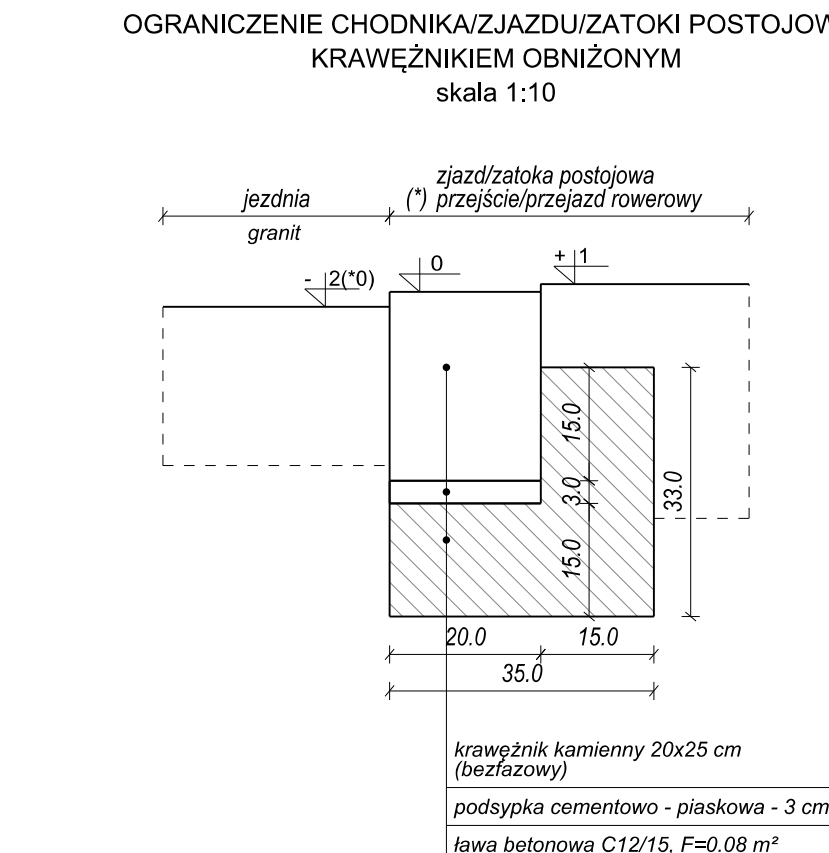 OGRANICZENIE CHODNIKA/ZJAZDU/ZATOKI POSTOJOW
KRAWĘŻNIKIEM OBNIŻONYM
skala 1:10
zjazd/zatoka postojowa
jezdnia
(*) przejście/przejazd rowerowy
granit
- 2(*0)
0
+ 1
15.0
3.0
15.0
33.0
20.0
15.0
35.0
krawężnik kamienny 20x25 cm
(bezfazowy)
podsypka cementowo - piaskowa - 3 cm
ława betonowa C12/15, F=0.08 m²